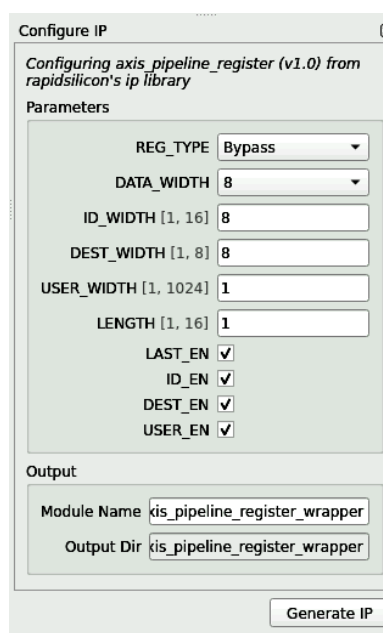 Configure IP
Configuring axis_pipeline_register (v1.0) from
rapidsilicon's ip library
Parameters
REG_TYPE Bypass
DATA_WIDTH 8
ID_WIDTH [1, 16] 8
DEST_WIDTH [1, 8] 8
USER_WIDTH [1, 1024] 1
LENGTH [1, 16] 1
LAST_EN
ID_EN
DEST_EN
USER_EN
Output
Module Name xis_pipeline_register_wrapper
Output Dir xis_pipeline_register_wrapper
Generate IP